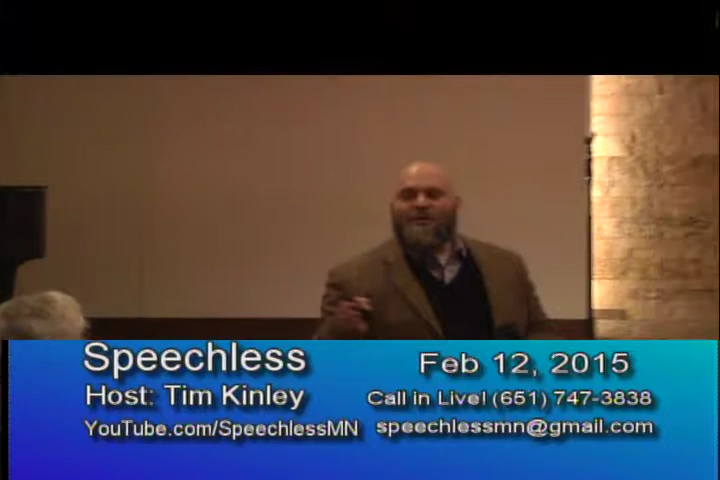 Speechless
Host: Tim Kinley
YouTube.com/SpeechlessMN
Feb 12, 2015
Call in Live! (651) 747-3838
speechlessmn@gmail.com